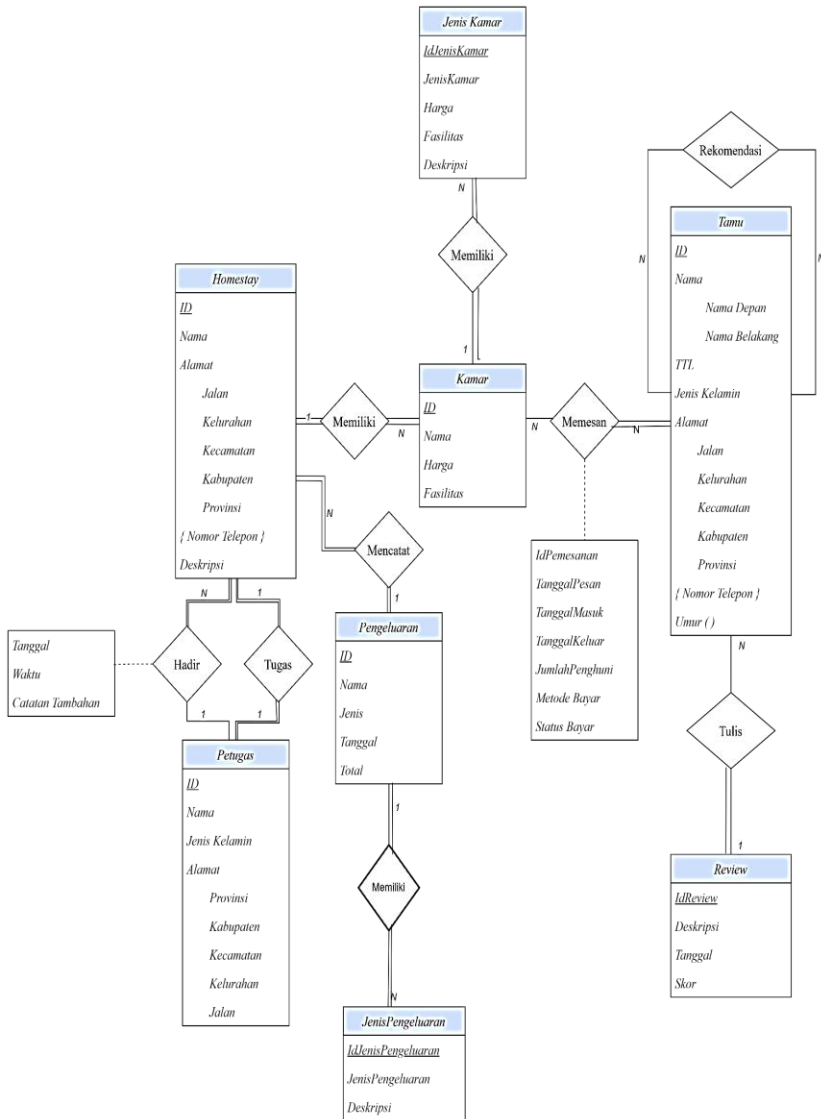 Jenis Kamar
IdJenisKamar
JenisKamar
Harga
Fasilitas
Deskripsi
N
Memiliki
1
Rekomendasi
N
N
Tamu
ID
Nama
Nama Depan
Nama Belakang
TTL
Jenis Kelamin
Alamat
Jalan
Kelurahan
Kecamatan
Kabupaten
Provinsi
{ Nomor Telepon }
Umur ( )
Homestay
ID
Nama
Alamat
Jalan
Kelurahan
Kecamatan
Kabupaten
Provinsi
{ Nomor Telepon }
Deskripsi
1
Memiliki
N
Kamar
ID
Nama
Harga
Fasilitas
N
Memesan
N
IdPemesanan
TanggalPesan
TanggalMasuk
TanggalKeluar
JumlahPenghuni
Metode Bayar
Status Bayar
N
Mencatat
1
Pengeluaran
ID
Nama
Jenis
Tanggal
Total
1
Memiliki
N
JenisPengeluaran
IdJenisPengeluaran
JenisPengeluaran
Deskripsi
N
1
Tanggal
Waktu
Catatan Tambahan
Hadir
Tugas
1
1
Petugas
ID
Nama
Jenis Kelamin
Alamat
Provinsi
Kabupaten
Kecamatan
Kelurahan
Jalan
N
Tulis
1
Review
IdReview
Deskripsi
Tanggal
Skor